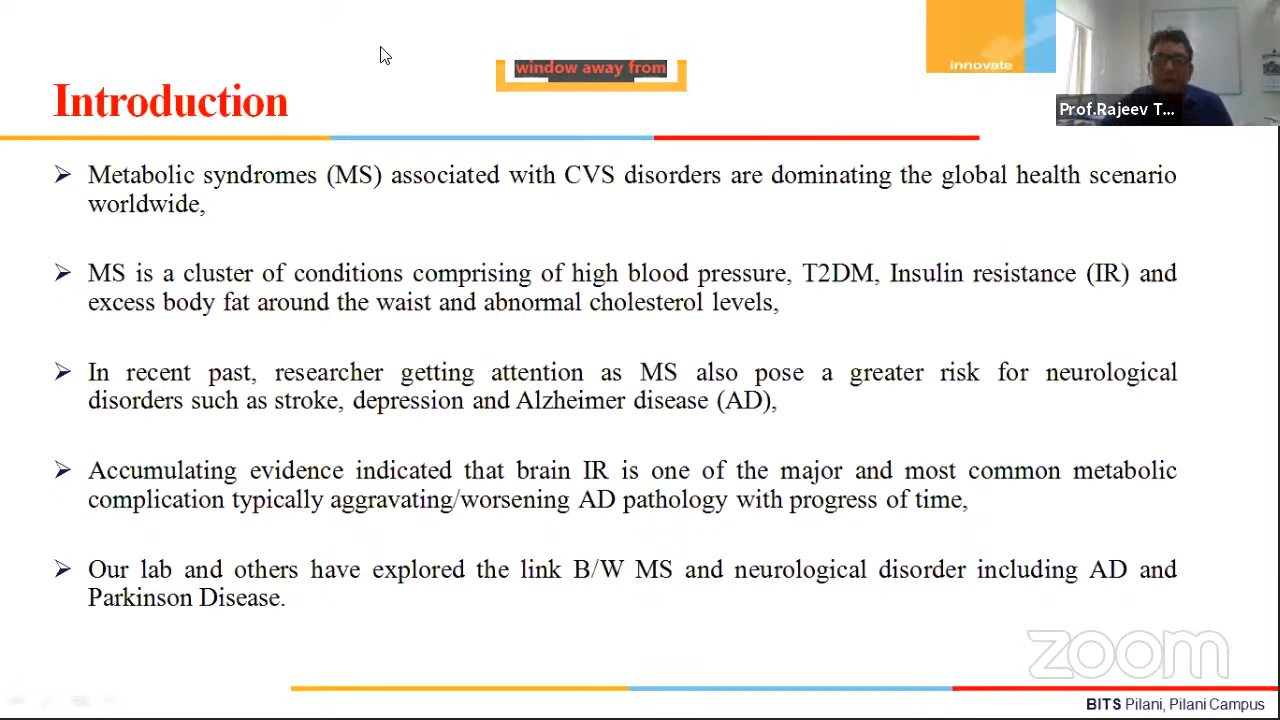 window away from
innovate
Prof.Rajeev T...
Introduction
➢ Metabolic syndromes (MS) associated with CVS disorders are dominating the global health scenario
worldwide,
➢ MS is a cluster of conditions comprising of high blood pressure, T2DM, Insulin resistance (IR) and
excess body fat around the waist and abnormal cholesterol levels,
➢ In recent past, researcher getting attention as MS also pose a greater risk for neurological
disorders such as stroke, depression and Alzheimer disease (AD),
➢ Accumulating evidence indicated that brain IR is one of the major and most common metabolic
complication typically aggravating/worsening AD pathology with progress of time,
➢ Our lab and others have explored the link B/W MS and neurological disorder including AD and
Parkinson Disease.
zoom
BITS Pilani, Pilani Campus